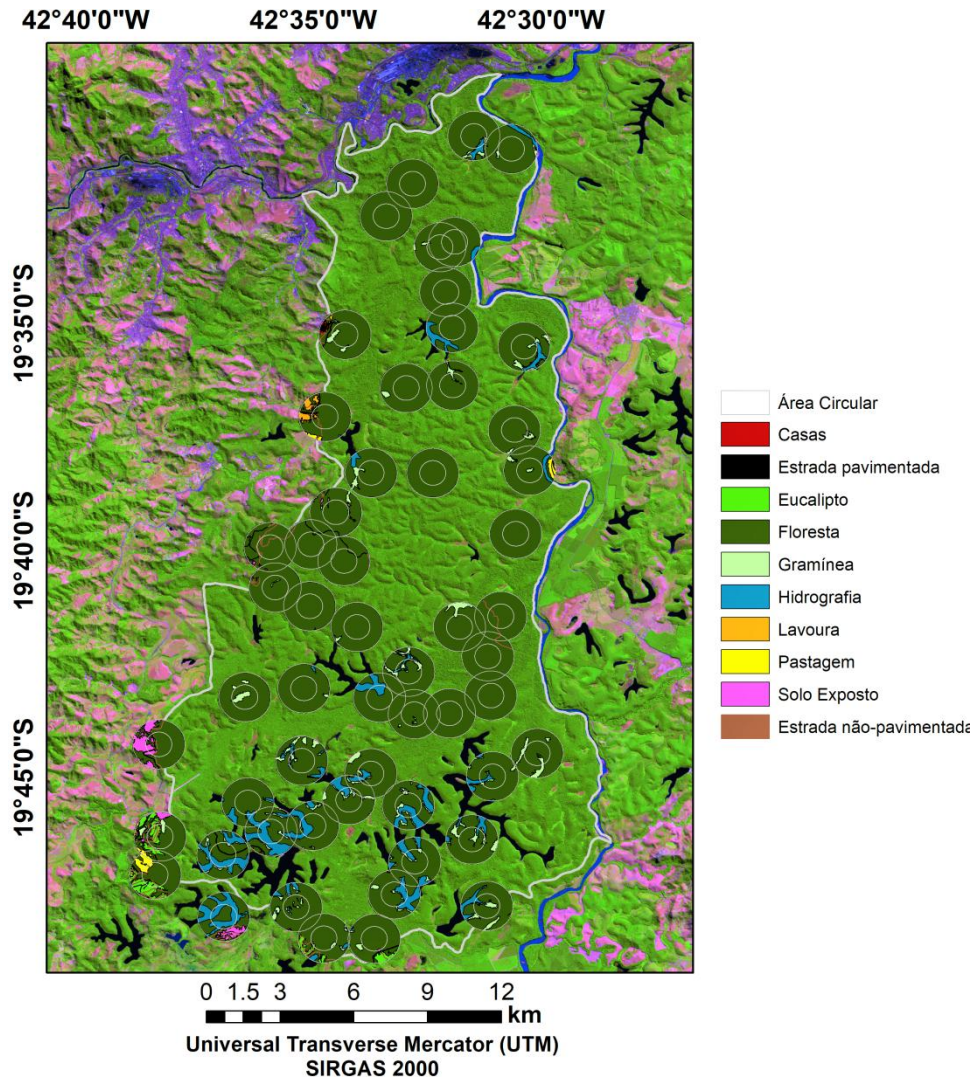 42°40'0"W 42°35'0"W 42°30'0"W
19°35'0"S
19°40'0"S
19°45'0"S
Área Circular
Casas
Estrada pavimentada
Eucalipto
Floresta
Gramínea
Hidrografia
Lavoura
Pastagem
Solo Exposto
Estrada não-pavimentada
0 1.5 3 6 9 12
km
Universal Transverse Mercator (UTM)
SIRGAS 2000